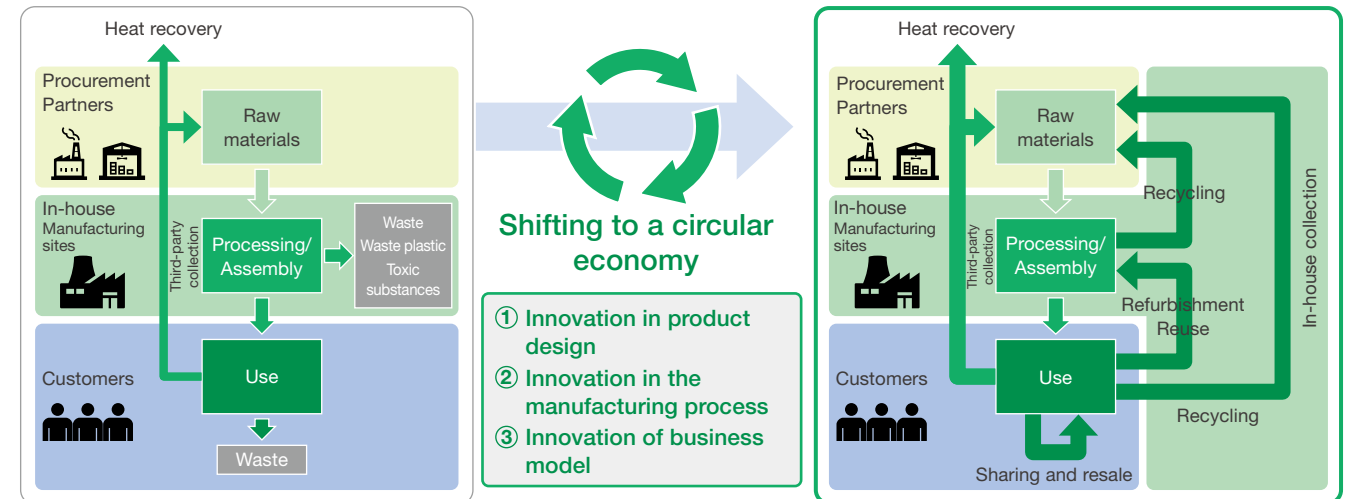 Heat recovery
Procurement
Partners
Raw
materials
In-house
Manufacturing
sites
Third-party
collection
Processing/
Assembly
Waste
Waste plastic
Toxic
substances
Customers
Use
Waste
Shifting to a circular
economy
① Innovation in product
design
② Innovation in the
manufacturing process
③ Innovation of business
model
Heat recovery
Procurement
Partners
Raw
materials
Recycling
In-house
Manufacturing
sites
Third-party
collection
Processing/
Assembly
Refurbishment
Reuse
In-house collection
Customers
Use
Recycling
Sharing and resale